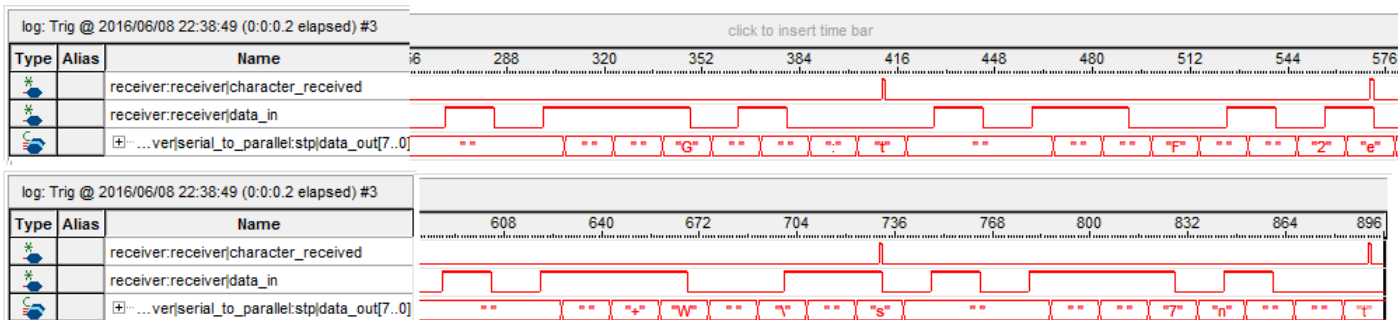 log: Trig @ 2016/06/08 22:38:49 (0:0:0.2 elapsed) #3
click to insert time bar
Type Alias Name 288 320 352 384 416 448 480 512 544 576
receiver:receiver|character_received
receiver:receiver|data_in
...ver|serial_to_parallel:stp|data_out[7..0] " " " " " " "G" " " " " ":" "t" " " " " " " "F" " " " " "2" "e"
log: Trig @ 2016/06/08 22:38:49 (0:0:0.2 elapsed) #3
Type Alias Name 608 640 672 704 736 768 800 832 864 896
receiver:receiver|character_received
receiver:receiver|data_in
...ver|serial_to_parallel:stp|data_out[7..0] " " " " "+" "W" " " "\" " " "s" " " " " " " "7" "n" " " " " "t"